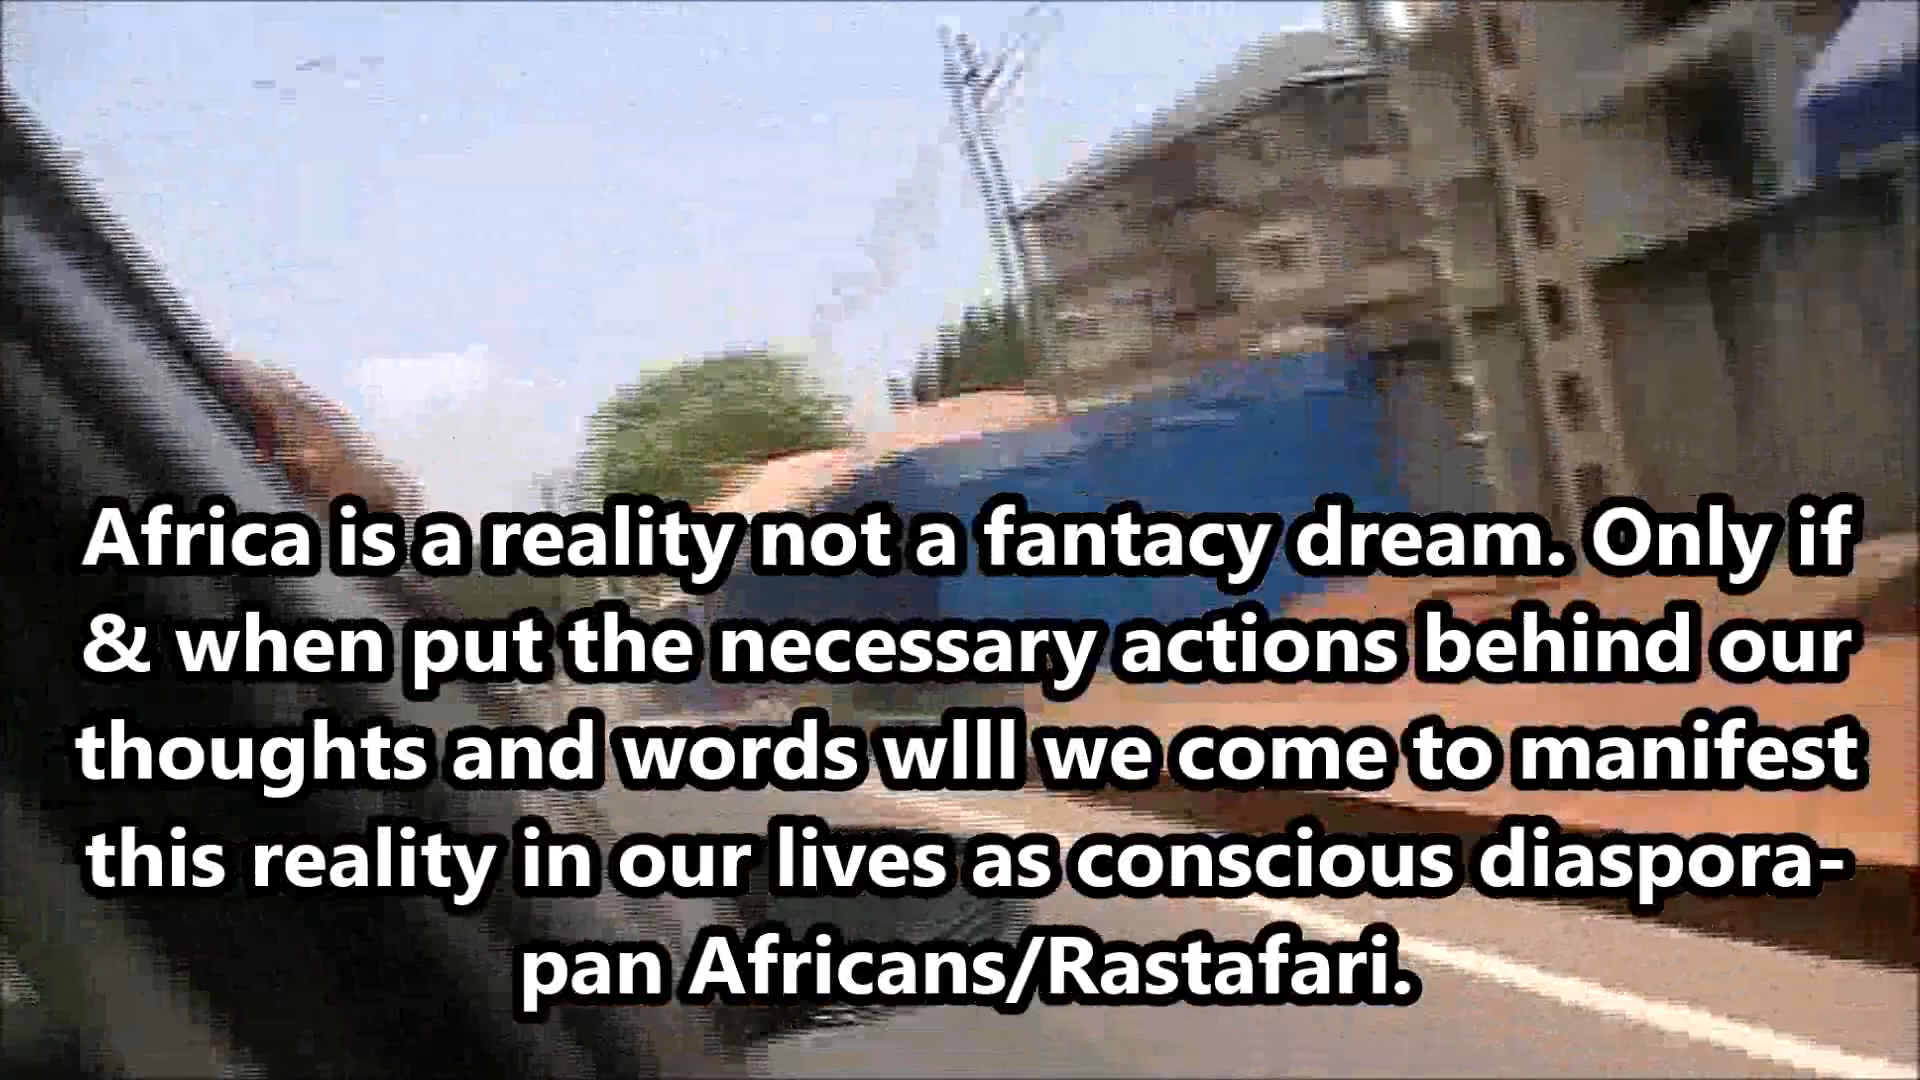 Africa is a reality not a fantacy dream. Only if
& when put the necessary actions behind our
thoughts and words wlll we come to manifest
this reality in our lives as conscious diaspora-
pan Africans/Rastafari.